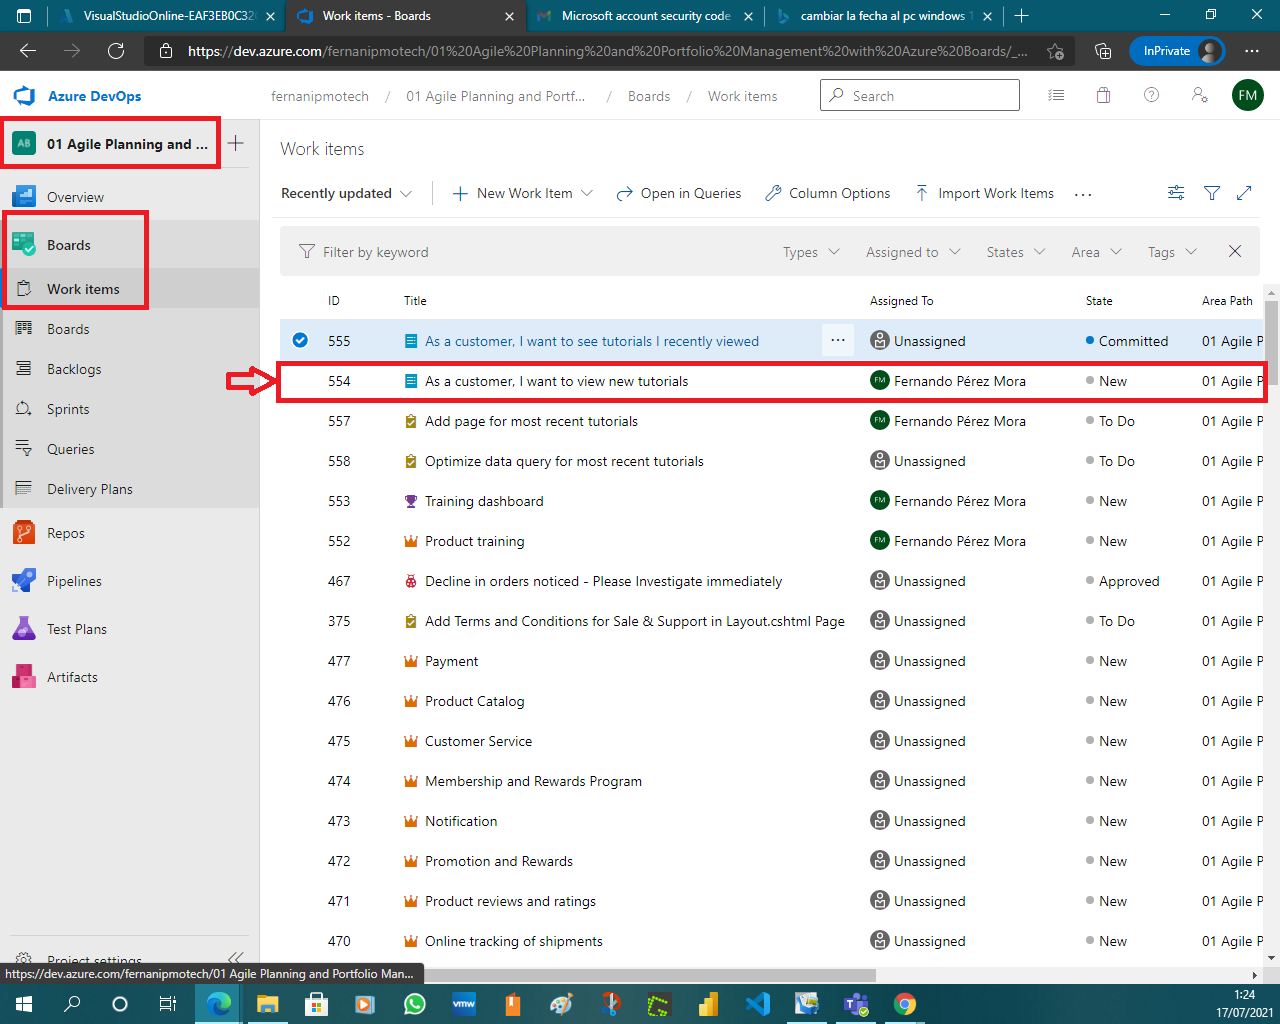 VisualStudioOnline-EAF3EB0C32
Work items - Boards
Microsoft account security code
cambiar la fecha al pc windows 1
https://dev.azure.com/fernanipmotech/01%20Agile%20Planning%20and%20Portfolio%20Management%20with%20Azure%20Boards/_...
InPrivate
Azure DevOps
fernanipmotech / 01 Agile Planning and Portf... / Boards / Work items
Search
FM
AB 01 Agile Planning and ...
Overview
Boards
Work items
Boards
Backlogs
Sprints
Queries
Delivery Plans
Repos
Pipelines
Test Plans
Artifacts
Project settings
Work items
Recently updated New Work Item Open in Queries Column Options Import Work Items ...
Filter by keyword Types Assigned to States Area Tags
ID Title Assigned To State Area Path
555 As a customer, I want to see tutorials I recently viewed ... Unassigned Committed 01 Agile P
554 As a customer, I want to view new tutorials FM Fernando Pérez Mora New 01 Agile P
557 Add page for most recent tutorials FM Fernando Pérez Mora To Do 01 Agile P
558 Optimize data query for most recent tutorials Unassigned To Do 01 Agile P
553 Training dashboard FM Fernando Pérez Mora New 01 Agile P
552 Product training FM Fernando Pérez Mora New 01 Agile P
467 Decline in orders noticed - Please Investigate immediately Unassigned Approved 01 Agile P
375 Add Terms and Conditions for Sale & Support in Layout.cshtml Page Unassigned To Do 01 Agile P
477 Payment Unassigned New 01 Agile P
476 Product Catalog Unassigned New 01 Agile P
475 Customer Service Unassigned New 01 Agile P
474 Membership and Rewards Program Unassigned New 01 Agile P
473 Notification Unassigned New 01 Agile P
472 Promotion and Rewards Unassigned New 01 Agile P
471 Product reviews and ratings Unassigned New 01 Agile P
470 Online tracking of shipments Unassigned New 01 Agile P
https://dev.azure.com/fernanipmotech/01 Agile Planning and Portfolio Man...
vmw
1:24
17/07/2021